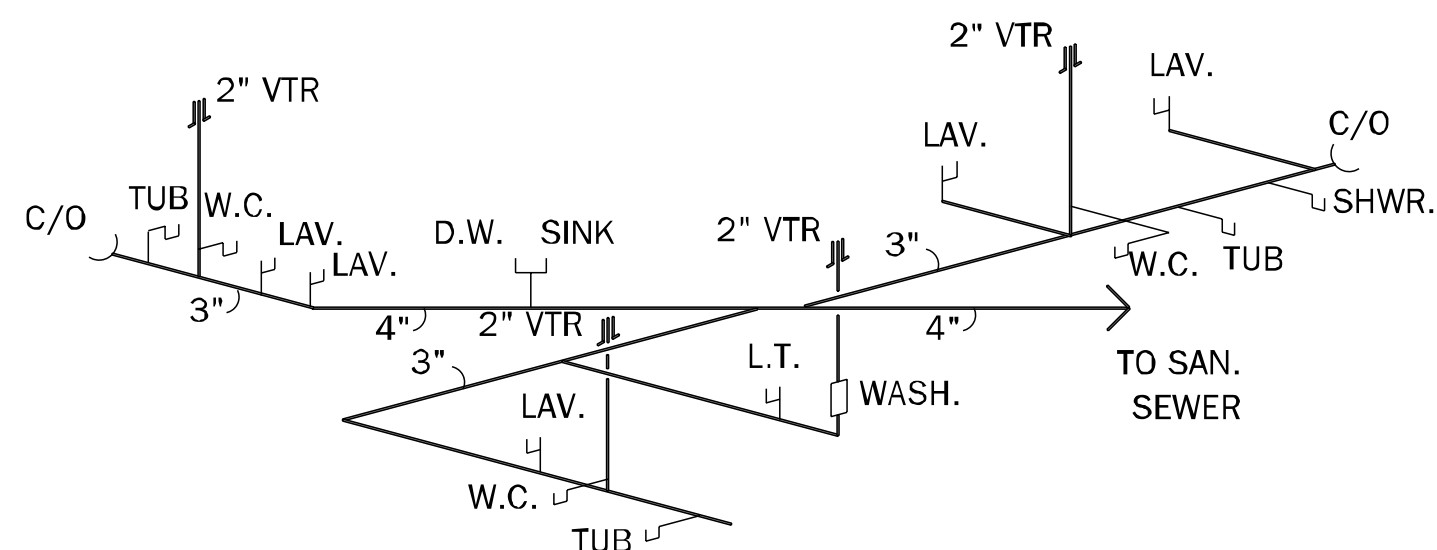 2" VTR
2" VTR
LAV.
LAV.
C/O
C/O
TUB
W.C.
LAV.
LAV.
D.W.
SINK
2" VTR
3"
SHWR.
W.C.
TUB
3"
4"
2" VTR
4"
3"
L.T.
WASH.
TO SAN.
SEWER
LAV.
W.C.
TUB